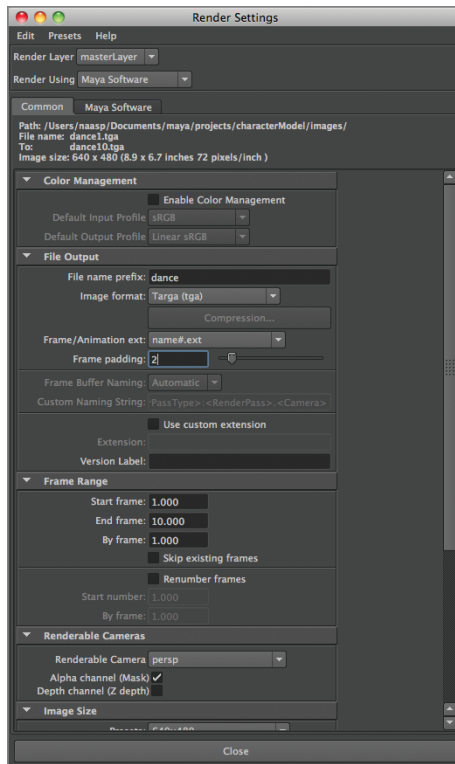 Render Settings
Edit Presets Help
Render Layer masterLayer
Render Using Maya Software
Common Maya Software
Path: /Users/naasp/Documents/maya/projects/characterModel/images/
File name: dance1.tga
To: dance10.tga
Image size: 640 x 480 (8.9 x 6.7 inches 72 pixels/inch )
Color Management
Enable Color Management
Default Input Profile sRGB
Default Output Profile Linear sRGB
File Output
File name prefix: dance
Image format: Targa (tga)
Compression...
Frame/Animation ext: name#.ext
Frame padding: 2
Frame Buffer Naming: Automatic
Custom Naming String: PassType>:<RenderPass>.<Camera>
Use custom extension
Extension:
Version Label:
Frame Range
Start frame: 1.000
End frame: 10.000
By frame: 1.000
Skip existing frames
Renumber frames
Start number: 1.000
By frame: 1.000
Renderable Cameras
Renderable Camera persp
Alpha channel (Mask)
Depth channel (Z depth)
Image Size
Presets: 640x480
Close